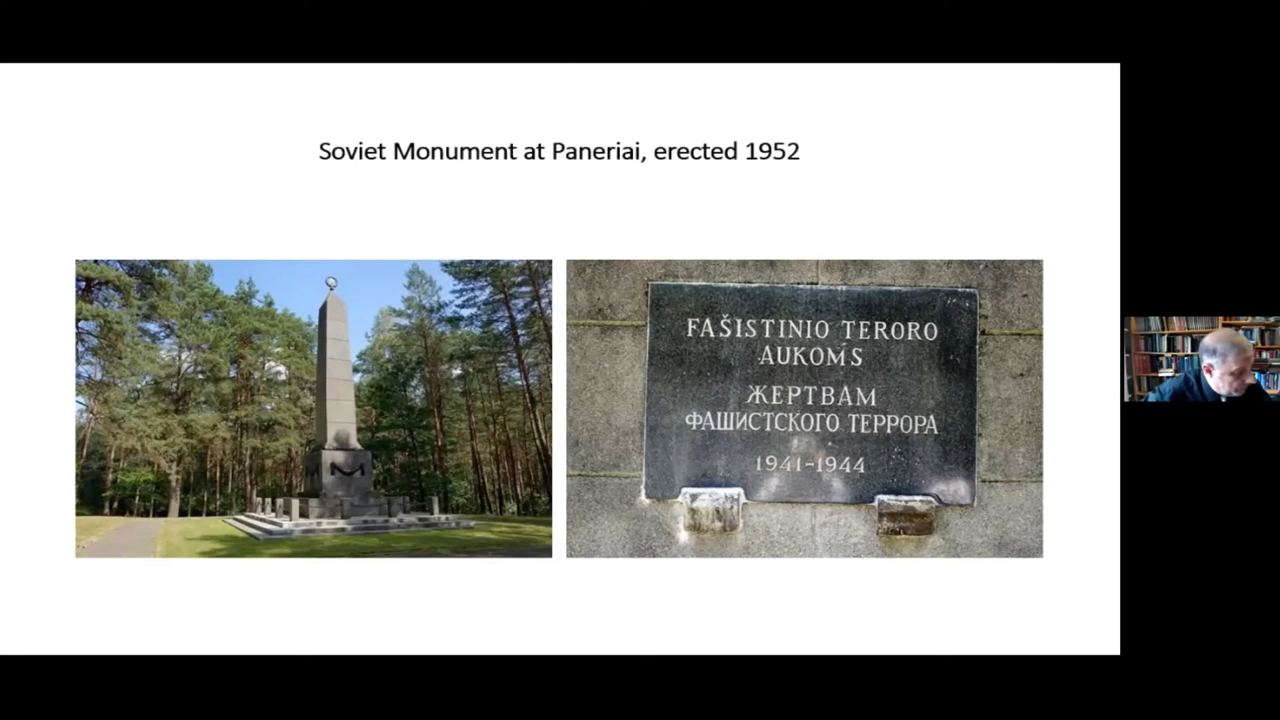 Soviet Monument at Paneriai, erected 1952
FAŠISTINIO TERORO
AUKOMS
ЖЕРТВАМ
ФАШИСТСКОГО ТЕРРОРА
1941-1944